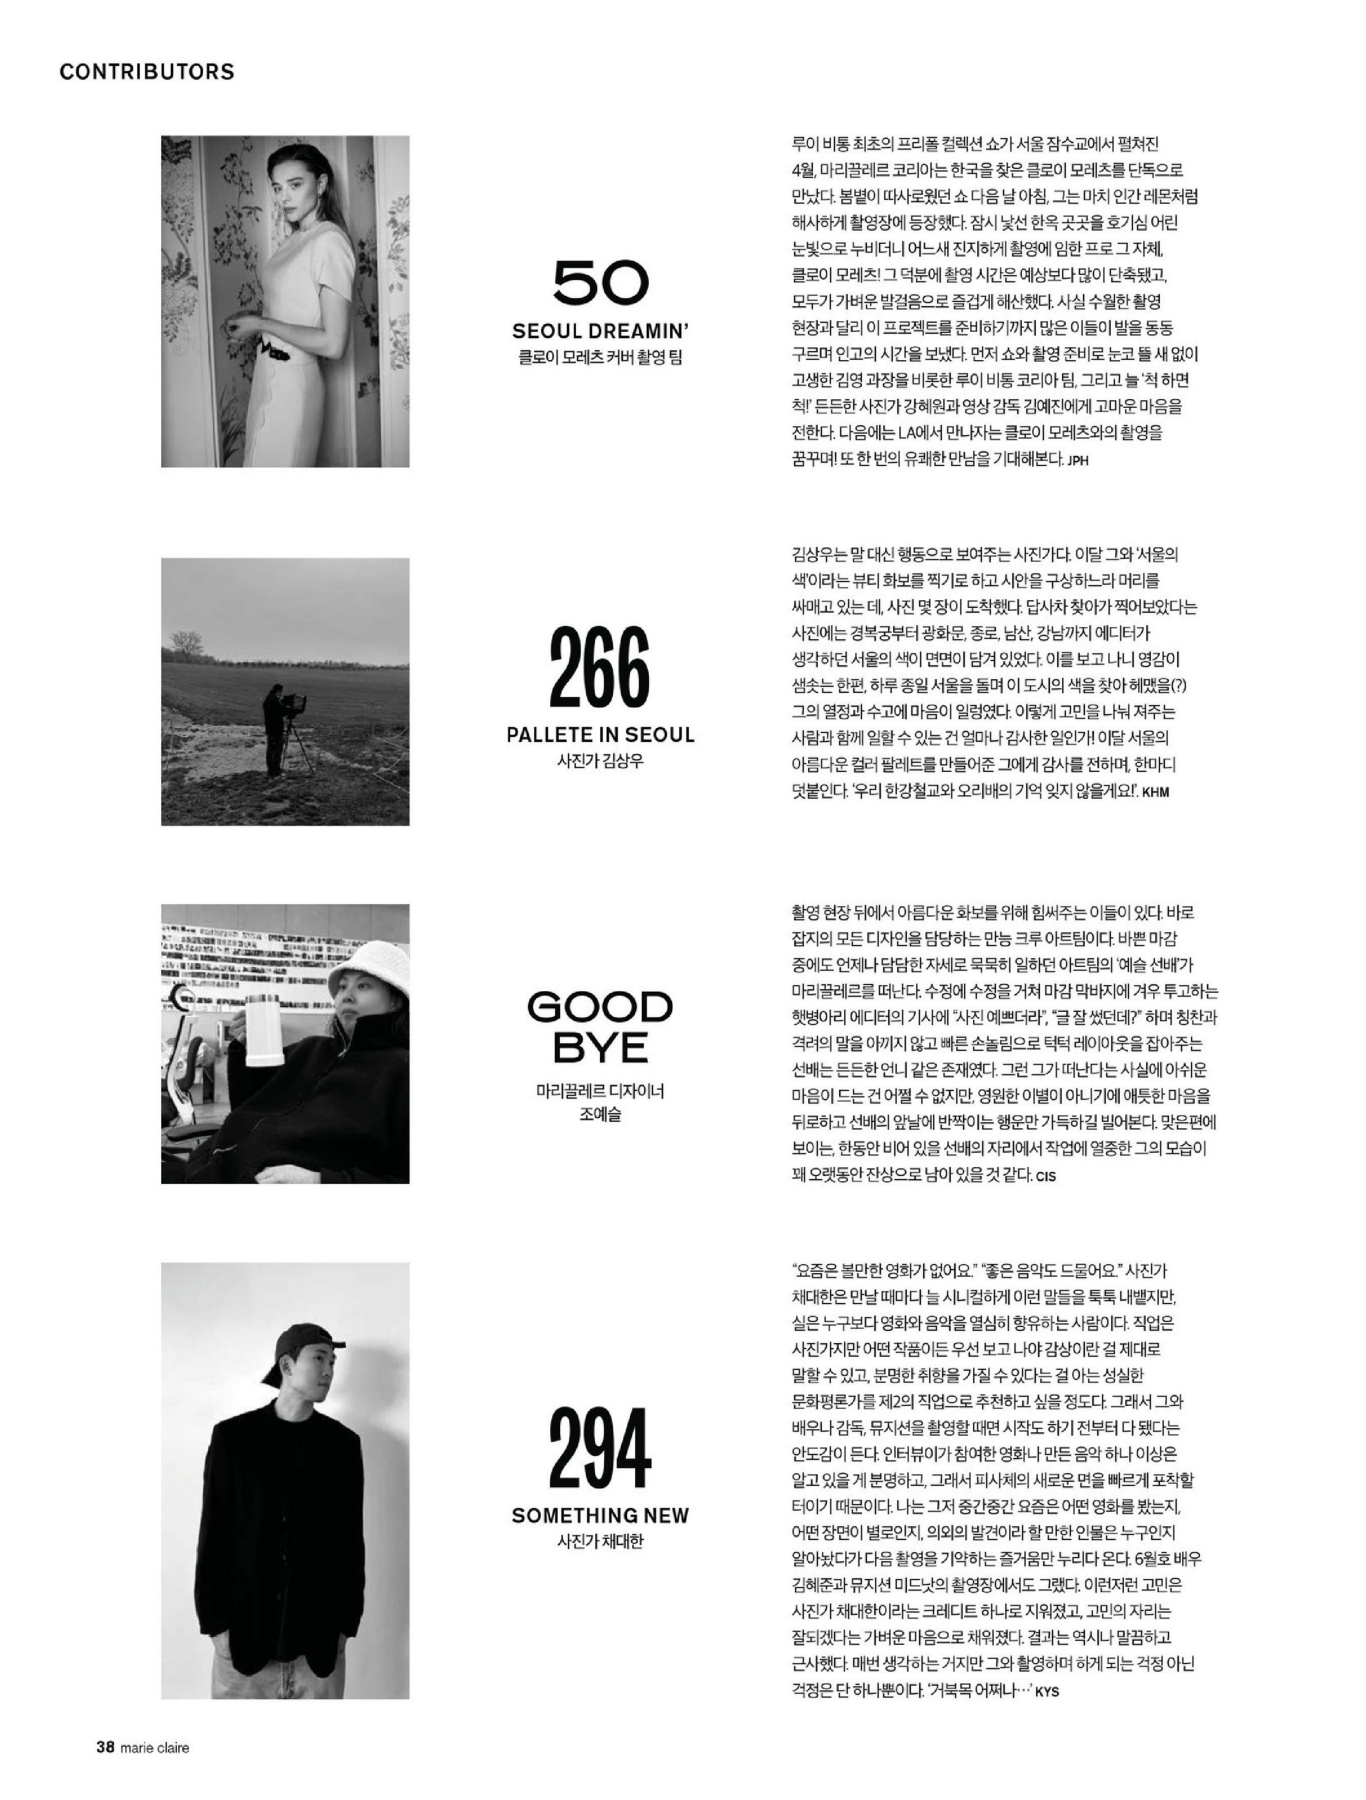 CONTRIBUTORS
50
SEOUL DREAMIN’
클로이 모레츠 커버 촬영 팀
루이 비통 최초의 프리폴 컬렉션 쇼가 서울 잠수교에서 펼쳐진
4월, 마리끌레르 코리아는 한국을 찾은 클로이 모레츠를 단독으로
만났다. 봄볕이 따사로웠던 쇼 다음 날 아침, 그는 마치 인간 레몬처럼
해사하게 촬영장에 등장했다. 잠시 낯선 한옥 곳곳을 호기심 어린
눈빛으로 누비더니 어느새 진지하게 촬영에 임한 프로 그 자체,
클로이 모레츠! 그 덕분에 촬영 시간은 예상보다 많이 단축됐고,
모두가 가벼운 발걸음으로 즐겁게 해산했다. 사실 수월한 촬영
현장과 달리 이 프로젝트를 준비하기까지 많은 이들이 발을 동동
구르며 인고의 시간을 보냈다. 먼저 쇼와 촬영 준비로 눈코 뜰 새 없이
고생한 김영 과장을 비롯한 루이 비통 코리아 팀, 그리고 늘 ‘척 하면
척!’ 든든한 사진가 강혜원과 영상 감독 김예진에게 고마운 마음을
전한다. 다음에는 LA에서 만나자는 클로이 모레츠와의 촬영을
꿈꾸며! 또 한 번의 유쾌한 만남을 기대해본다. JPH
266
PALLETE IN SEOUL
사진가 김상우
김상우는 말 대신 행동으로 보여주는 사진가다. 이달 그와 ‘서울의
색’이라는 뷰티 화보를 찍기로 하고 시안을 구상하느라 머리를
싸매고 있는 데, 사진 몇 장이 도착했다. 답사차 찾아가 찍어보았다는
사진에는 경복궁부터 광화문, 종로, 남산, 강남까지 에디터가
생각하던 서울의 색이 면면이 담겨 있었다. 이를 보고 나니 영감이
샘솟는 한편, 하루 종일 서울을 돌며 이 도시의 색을 찾아 헤맸을(?)
그의 열정과 수고에 마음이 일렁였다. 이렇게 고민을 나눠 져주는
사람과 함께 일할 수 있는 건 얼마나 감사한 일인가! 이달 서울의
아름다운 컬러 팔레트를 만들어준 그에게 감사를 전하며, 한마디
덧붙인다. ‘우리 한강철교와 오리배의 기억 잊지 않을게요!’. KHM
GOOD
BYE
마리끌레르 디자이너
조예슬
촬영 현장 뒤에서 아름다운 화보를 위해 힘써주는 이들이 있다. 바로
잡지의 모든 디자인을 담당하는 만능 크루 아트팀이다. 바쁜 마감
중에도 언제나 담담한 자세로 묵묵히 일하던 아트팀의 ‘예슬 선배’가
마리끌레르를 떠난다. 수정에 수정을 거쳐 마감 막바지에 겨우 투고하는
햇병아리 에디터의 기사에 “사진 예쁘더라”, “글 잘 썼던데?” 하며 칭찬과
격려의 말을 아끼지 않고 빠른 손놀림으로 턱턱 레이아웃을 잡아주는
선배는 든든한 언니 같은 존재였다. 그런 그가 떠난다는 사실에 아쉬운
마음이 드는 건 어쩔 수 없지만, 영원한 이별이 아니기에 애틋한 마음을
뒤로하고 선배의 앞날에 반짝이는 행운만 가득하길 빌어본다. 맞은편에
보이는, 한동안 비어 있을 선배의 자리에서 작업에 열중한 그의 모습이
꽤 오랫동안 잔상으로 남아 있을 것 같다. CIS
294
SOMETHING NEW
사진가 채대한
“요즘은 볼만한 영화가 없어요.” “좋은 음악도 드물어요.” 사진가
채대한은 만날 때마다 늘 시니컬하게 이런 말들을 툭툭 내뱉지만,
실은 누구보다 영화와 음악을 열심히 향유하는 사람이다. 직업은
사진가지만 어떤 작품이든 우선 보고 나야 감상이란 걸 제대로
말할 수 있고, 분명한 취향을 가질 수 있다는 걸 아는 성실한
문화평론가를 제2의 직업으로 추천하고 싶을 정도다. 그래서 그와
배우나 감독, 뮤지션을 촬영할 때면 시작도 하기 전부터 다 됐다는
안도감이 든다. 인터뷰이가 참여한 영화나 만든 음악 하나 이상은
알고 있을 게 분명하고, 그래서 피사체의 새로운 면을 빠르게 포착할
터이기 때문이다. 나는 그저 중간중간 요즘은 어떤 영화를 봤는지,
어떤 장면이 별로인지, 의외의 발견이라 할 만한 인물은 누구인지
알아놨다가 다음 촬영을 기약하는 즐거움만 누리다 온다. 6월호 배우
김혜준과 뮤지션 미드낫의 촬영장에서도 그랬다. 이런저런 고민은
사진가 채대한이라는 크레디트 하나로 지워졌고, 고민의 자리는
잘되겠다는 가벼운 마음으로 채워졌다. 결과는 역시나 말끔하고
근사했다. 매번 생각하는 거지만 그와 촬영하며 하게 되는 걱정 아닌
걱정은 단 하나뿐이다. ‘거북목 어쩌나…’ KYS
38 marie claire